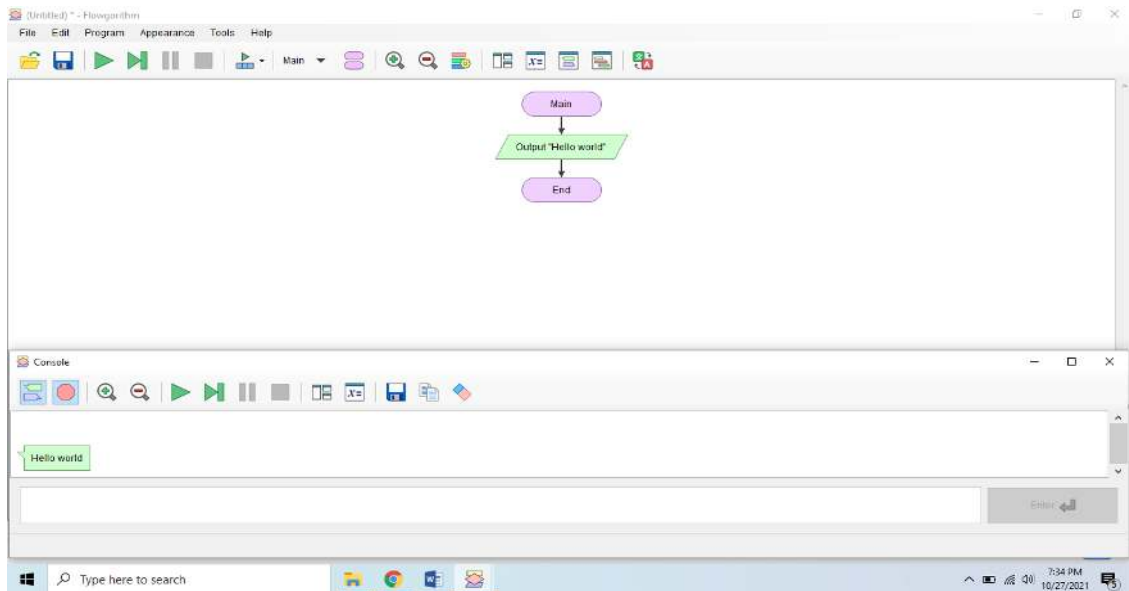 (Untitled) * - Flowgorithm
File Edit Program Appearance Tools Help
Main
Main
Output "Hello world"
End
Console
Hello world
Enter
Type here to search
7:34 PM
10/27/2021